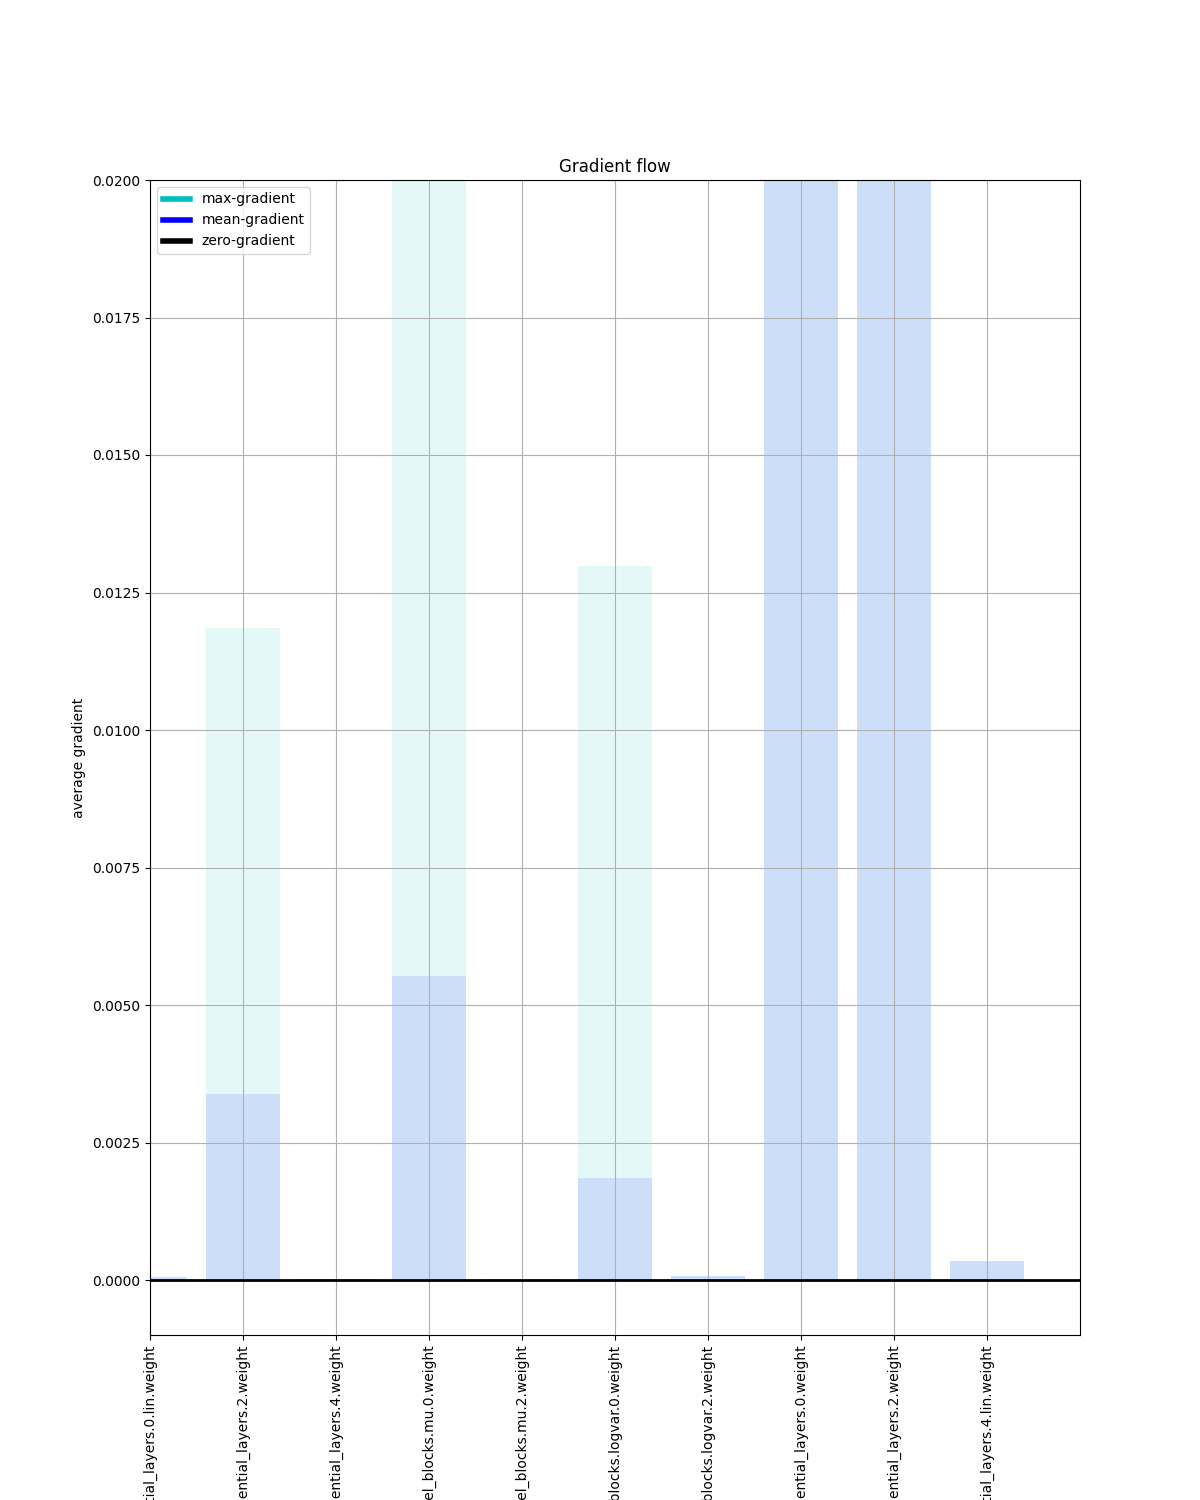 Gradient flow
max-gradient
mean-gradient
zero-gradient
0.0200
0.0175
0.0150
0.0125
0.0100
0.0075
0.0050
0.0025
0.0000
average gradient
tial_layers.0.lin.weight
ential_layers.2.weight
ential_layers.4.weight
el_blocks.mu.0.weight
el_blocks.mu.2.weight
blocks.logvar.0.weight
blocks.logvar.2.weight
ential_layers.0.weight
ential_layers.2.weight
tial_layers.4.lin.weight